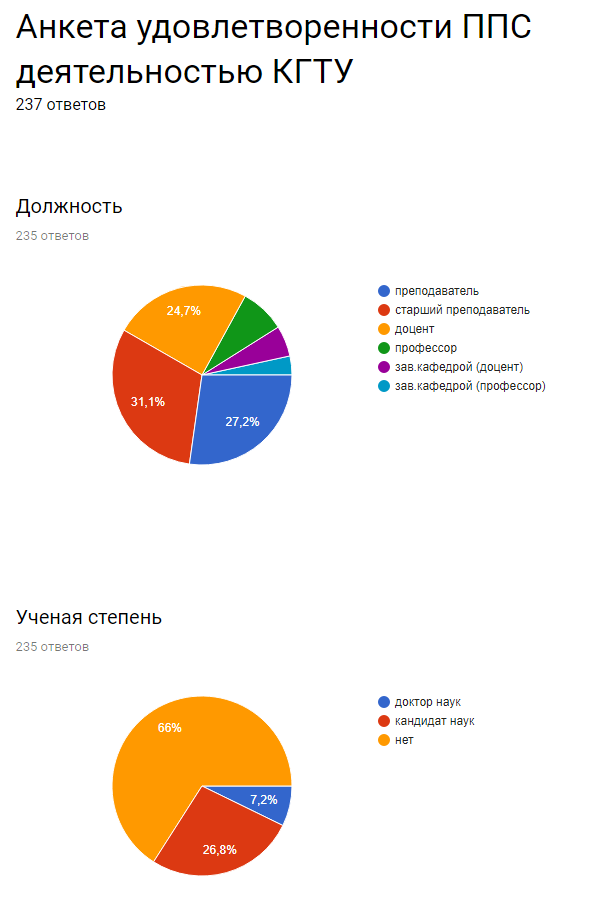 Анкета удовлетворенности ППС
деятельностью КГТУ
237 ответов
Должность
235 ответов
24,7%
31,1%
27,2%
преподаватель
старший преподаватель
доцент
профессор
зав.кафедрой (доцент)
зав.кафедрой (профессор)
Ученая степень
235 ответов
66%
7,2%
26,8%
доктор наук
кандидат наук
нет